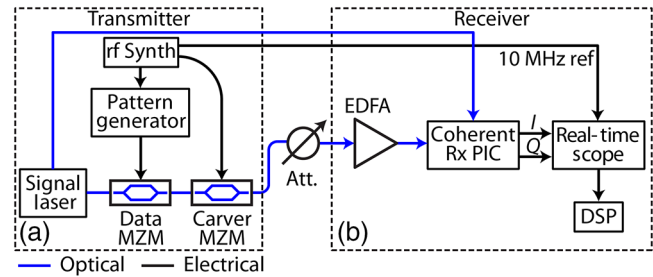 Transmitter
Receiver
rf Synth
10 MHz ref
Pattern
generator
EDFA
Coherent
Rx PIC
I
Q
Real-time
scope
Signal
laser
Att.
Data
MZM
Carver
MZM
DSP
(a)
(b)
Optical
Electrical